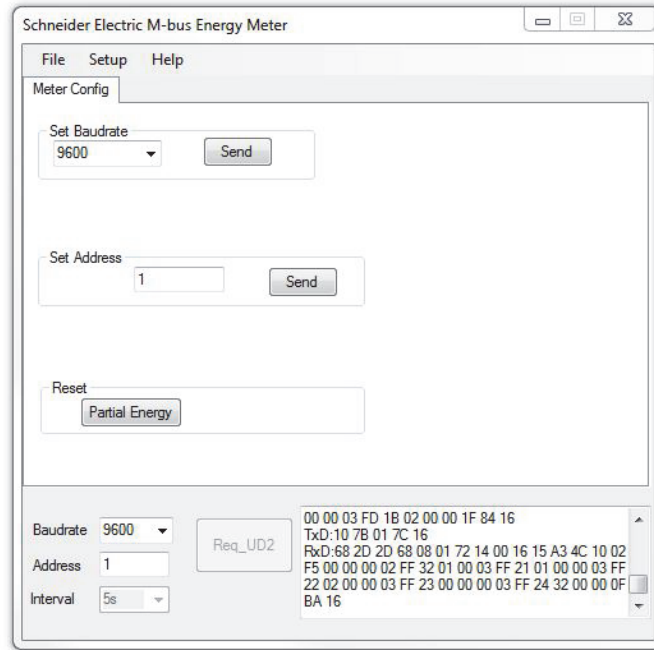 Schneider Electric M-bus Energy Meter
File Setup Help
Meter Config
Set Baudrate
9600 Send
Set Address
1 Send
Reset
Partial Energy
Baudrate 9600
Address 1
Interval 5s
Req_UD2
00 00 03 FD 1B 02 00 00 1F 84 16
TxD:10 7B 01 7C 16
RxD:68 2D 2D 68 08 01 72 14 00 16 15 A3 4C 10 02
F5 00 00 00 02 FF 32 01 00 03 FF 21 01 00 00 03 FF
22 02 00 00 03 FF 23 00 00 00 03 FF 24 32 00 00 0F
BA 16